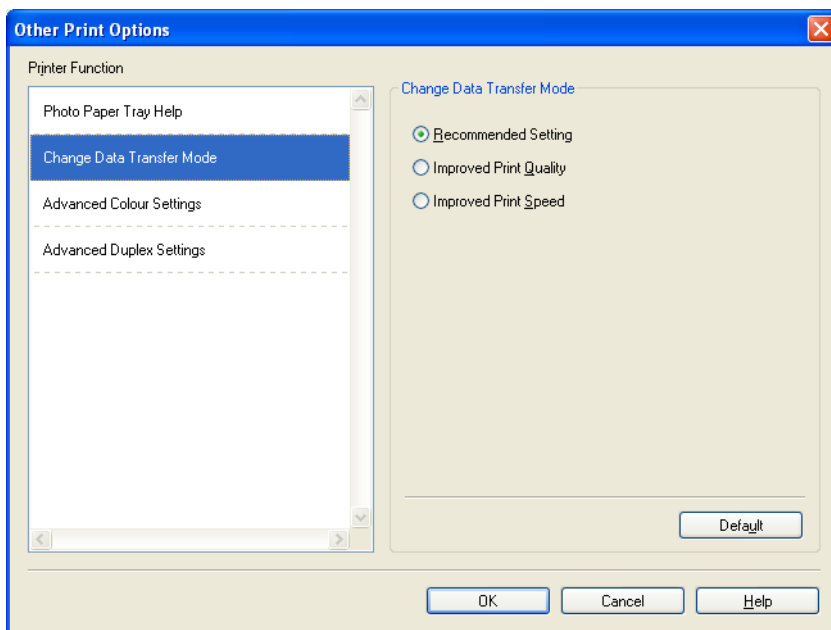 Other Print Options
Printer Function
Photo Paper Tray Help
Change Data Transfer Mode
Advanced Colour Settings
Advanced Duplex Settings
Change Data Transfer Mode
Recommended Setting
Improved Print Quality
Improved Print Speed
Default
OK Cancel Help